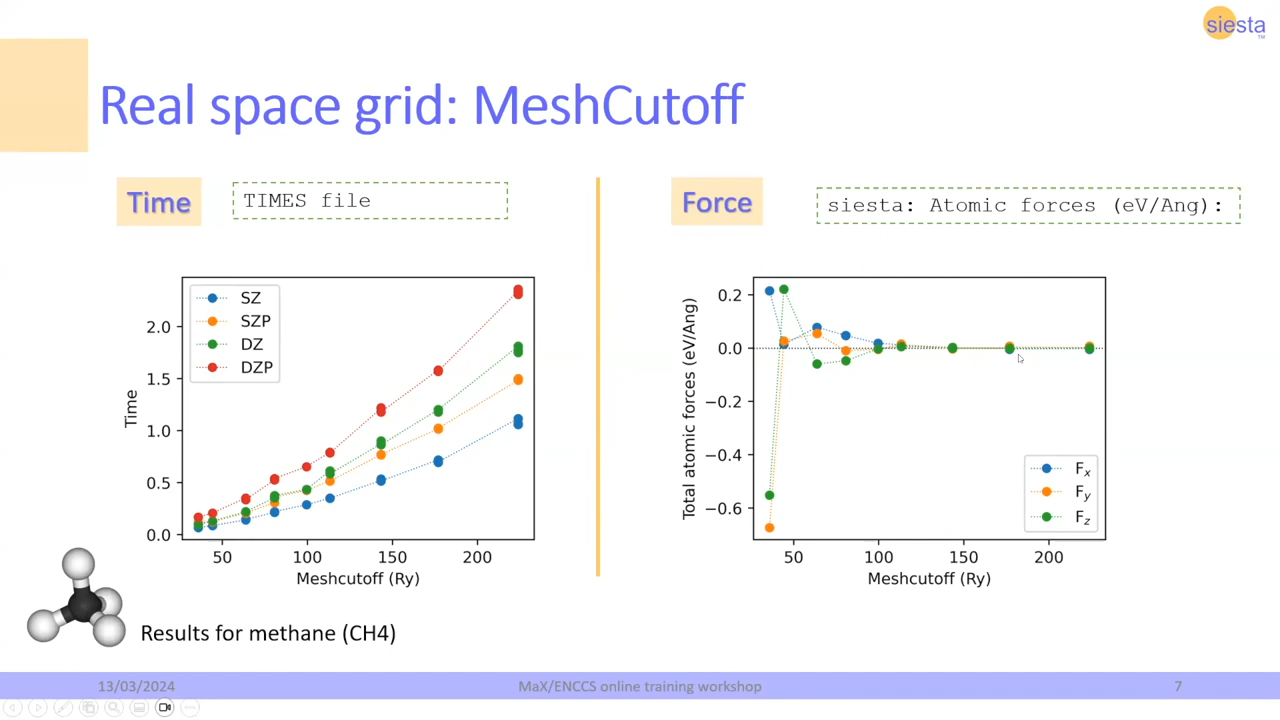 siesta
TM
Real space grid: MeshCutoff
Time
TIMES file
Force
siesta: Atomic forces (eV/Ang):
SZ
SZP
DZ
DZP
2.0
1.5
1.0
0.5
0.0
Time
50 100 150 200
Meshcutoff (Ry)
0.2
0.0
−0.2
−0.4
−0.6
Total atomic forces (eV/Ang)
Fx
Fy
Fz
50 100 150 200
Meshcutoff (Ry)
Results for methane (CH4)
13/03/2024 MaX/ENCCS online training workshop 7